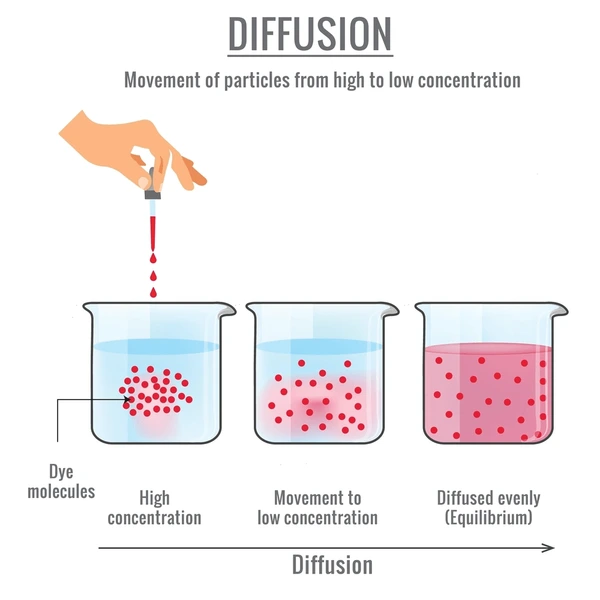 DIFFUSION
Movement of particles from high to low concentration
Dye
molecules
High
concentration
Movement to
low concentration
Diffused evenly
(Equilibrium)
Diffusion